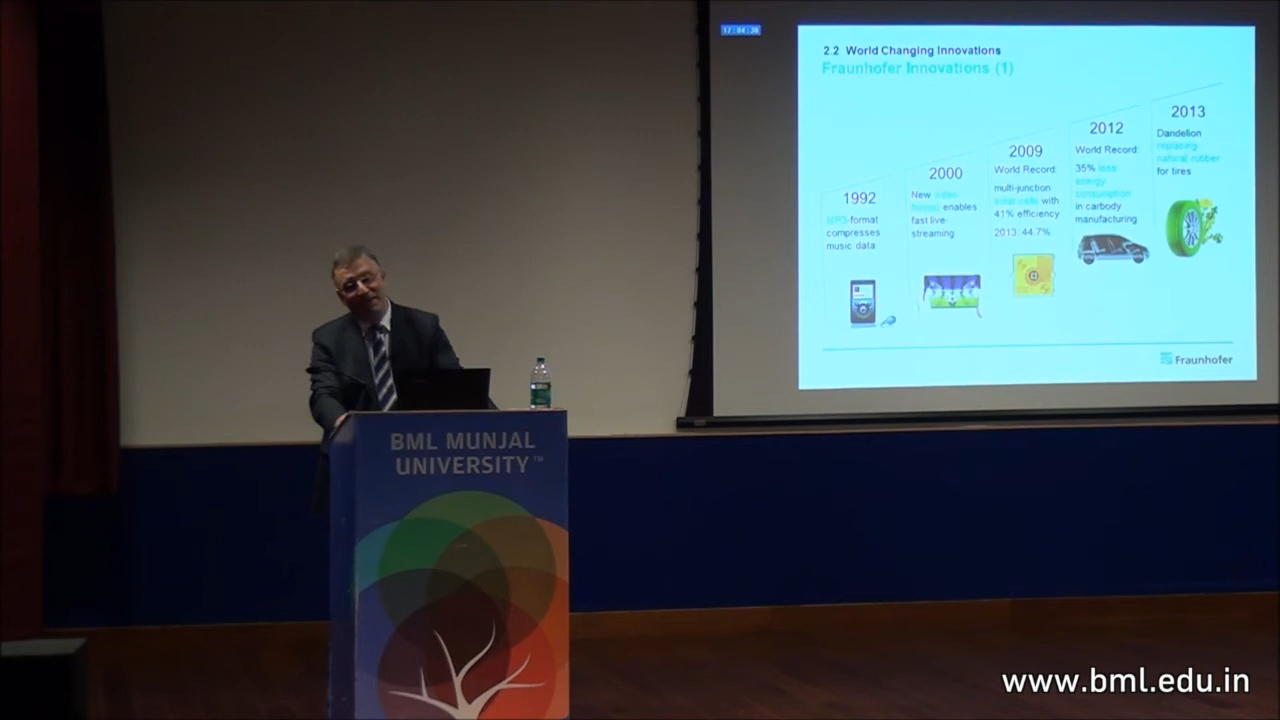 17:04:38
2.2 World Changing Innovations
Fraunhofer Innovations (1)
1992
MP3-format
compresses
music data
2000
New video-
format enables
fast live-
streaming
2009
World Record:
multi-junction
solar cells with
41% efficiency
2013: 44.7%
2012
World Record:
35% less
energy
consumption
in carbody
manufacturing
2013
Dandelion
replacing
natural rubber
for tires
Fraunhofer
BML MUNJAL
UNIVERSITY™
www.bml.edu.in